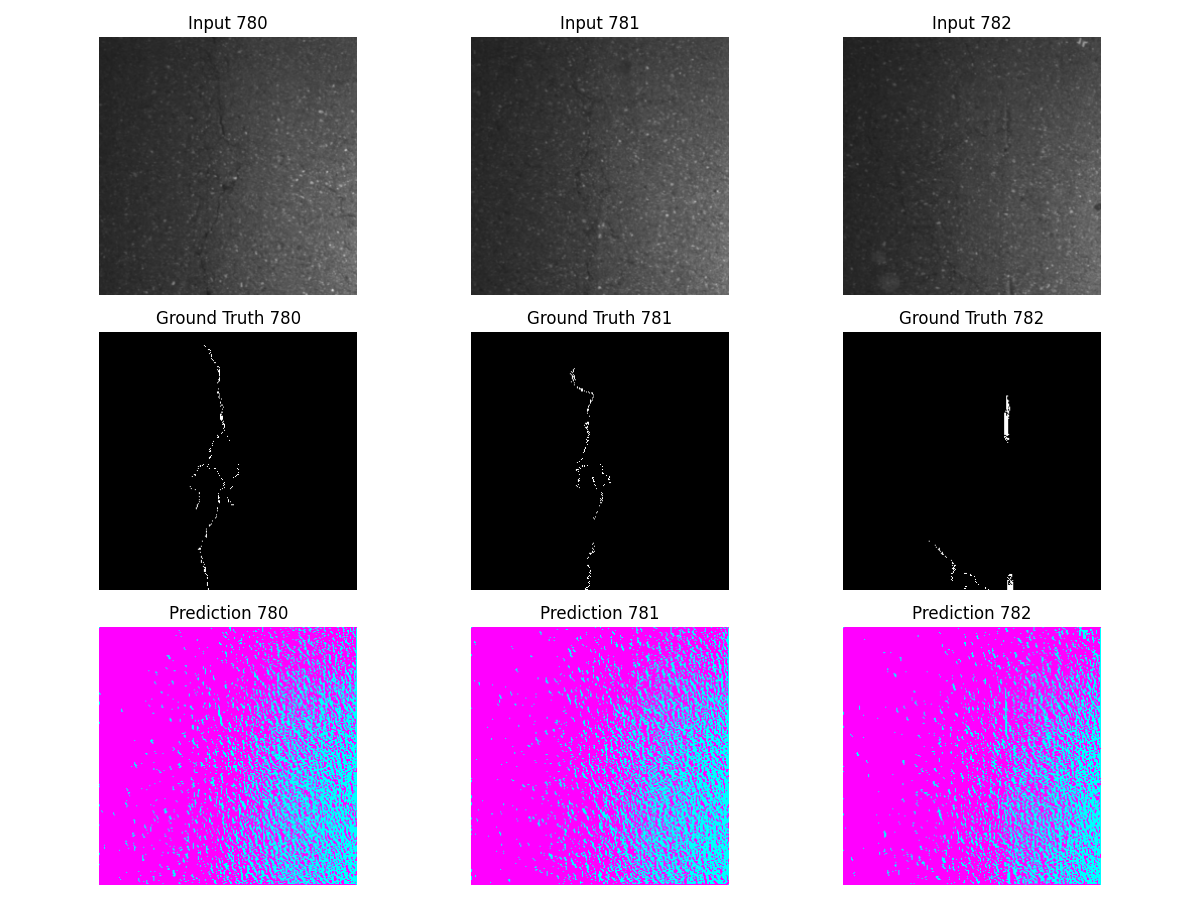 Input 780
Input 781
Input 782
Ground Truth 780
Ground Truth 781
Ground Truth 782
Prediction 780
Prediction 781
Prediction 782